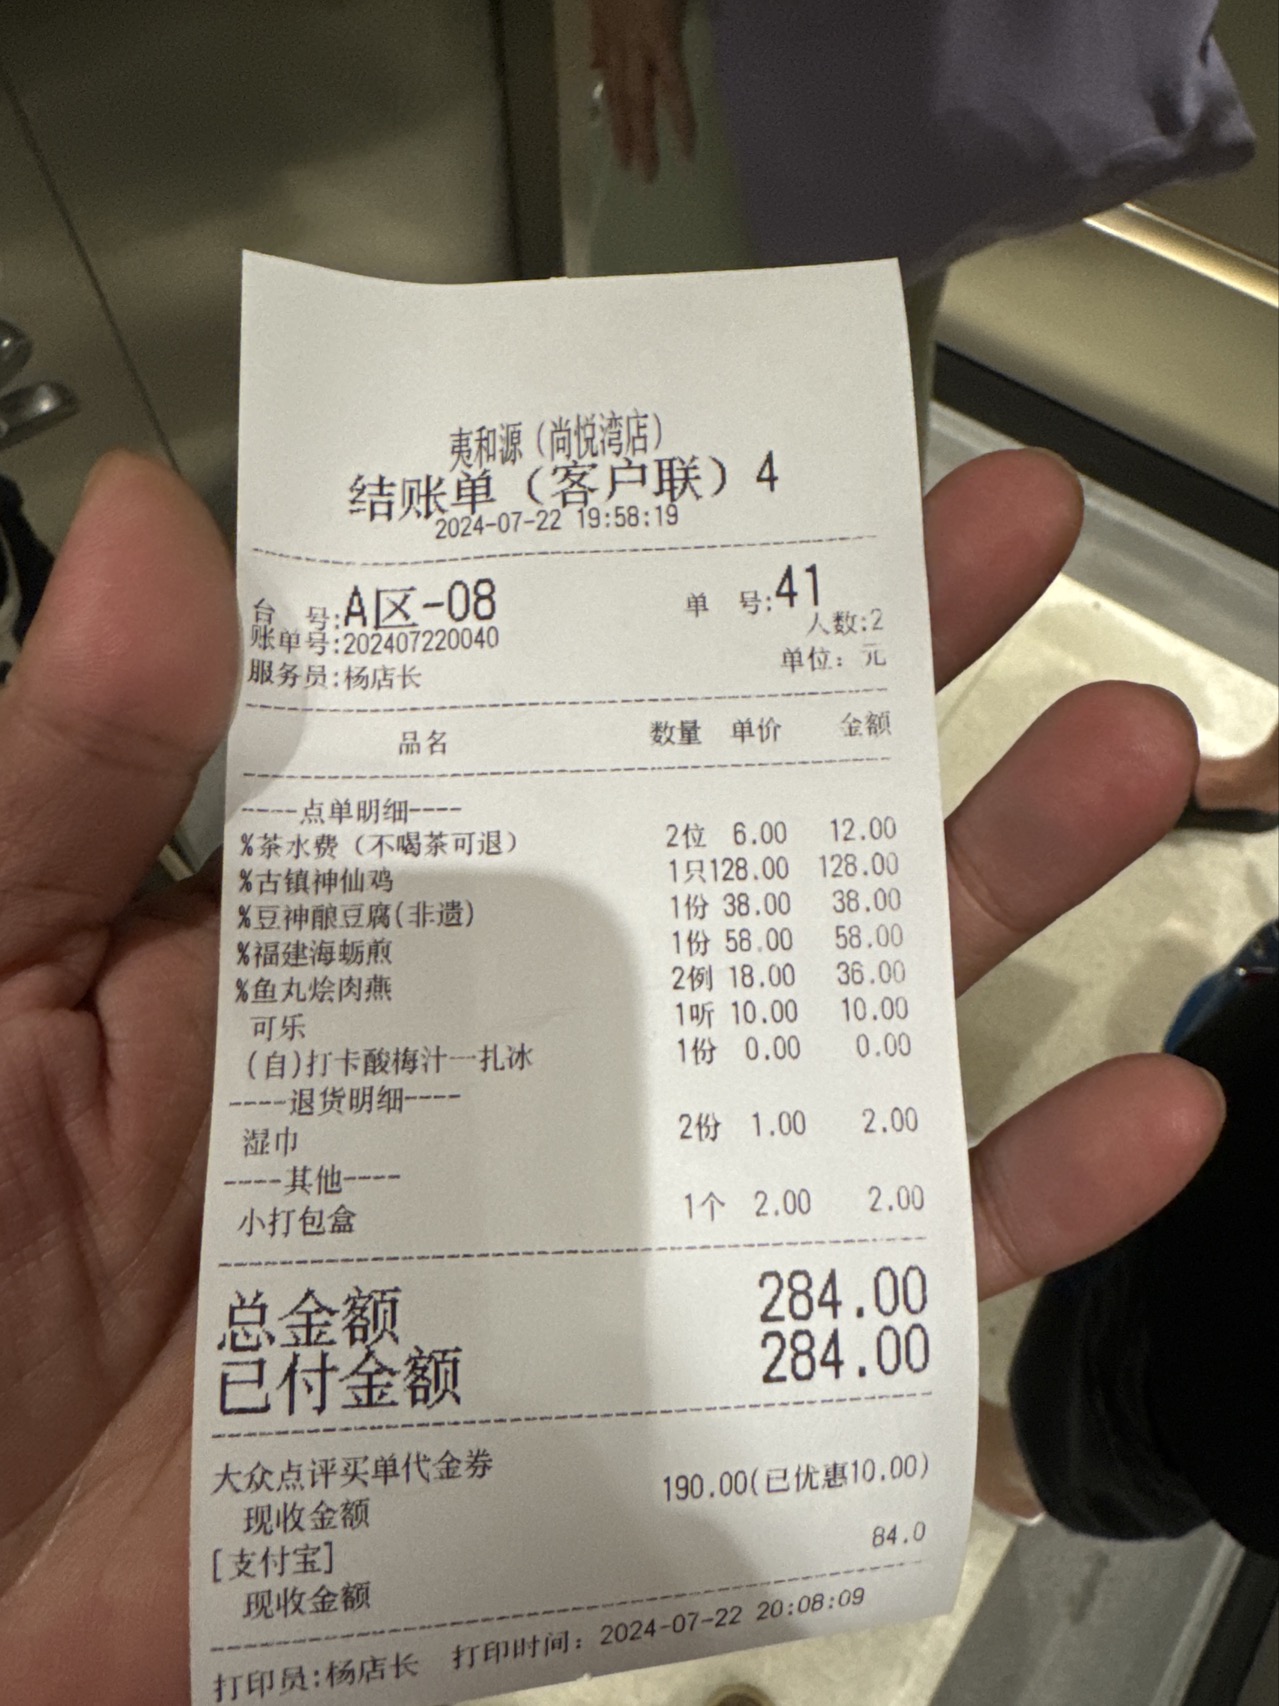 夷和源（尚悦湾店）
结账单（客户联）4
2024-07-22 19:58:19
台 号:A区-08 单 号:41
人数:2
账单号:202407220040
单位：元
服务员:杨店长
品名 数量 单价 金额
----点单明细----
%茶水费（不喝茶可退） 2位 6.00 12.00
%古镇神仙鸡 1只128.00 128.00
%豆神酿豆腐(非遗) 1份 38.00 38.00
%福建海蛎煎 1份 58.00 58.00
%鱼丸烩肉燕 2例 18.00 36.00
可乐 1听 10.00 10.00
(自)打卡酸梅汁一扎冰 1份 0.00 0.00
----退货明细----
湿巾 2份 1.00 2.00
----其他----
小打包盒 1个 2.00 2.00
总金额 284.00
已付金额 284.00
大众点评买单代金券
现收金额 190.00(已优惠10.00)
[支付宝]
现收金额 84.0
打印员:杨店长 打印时间：2024-07-22 20:08:09